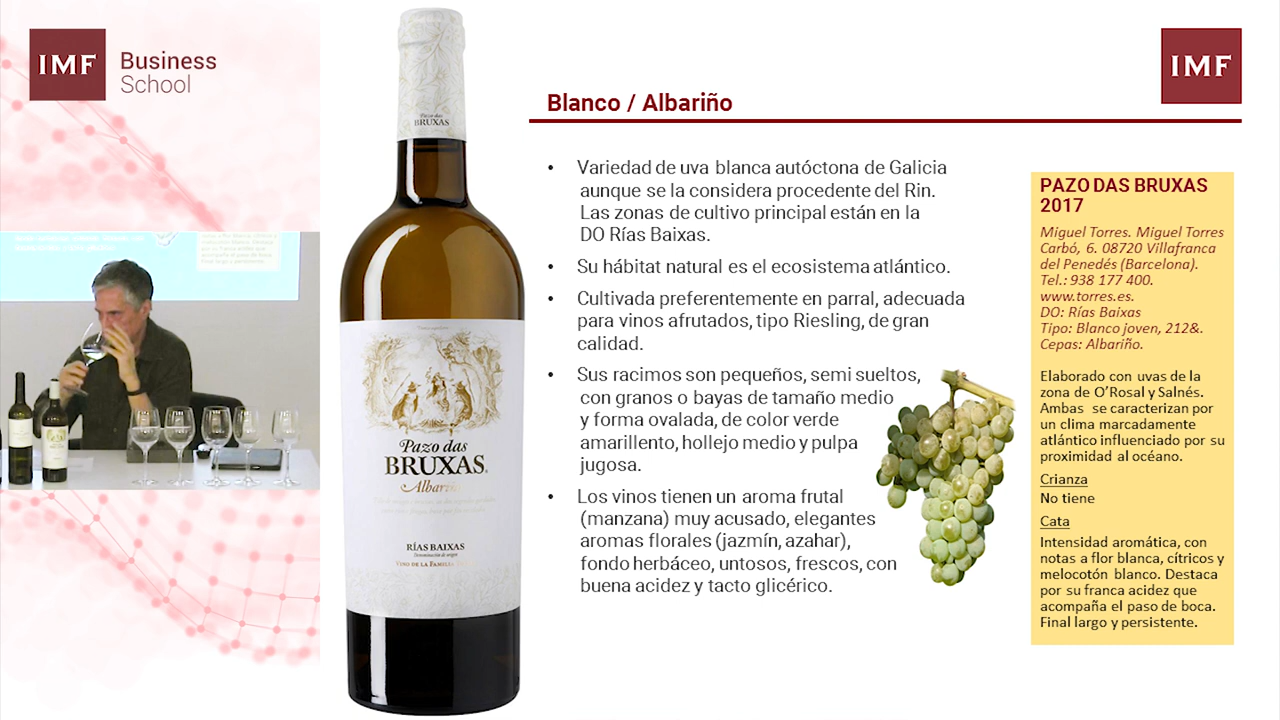 IMF Business
School
IMF
Blanco / Albariño
• Variedad de uva blanca autóctona de Galicia
aunque se la considera procedente del Rin.
Las zonas de cultivo principal están en la
DO Rías Baixas.
• Su hábitat natural es el ecosistema atlántico.
• Cultivada preferentemente en parral, adecuada
para vinos afrutados, tipo Riesling, de gran
calidad.
• Sus racimos son pequeños, semi sueltos,
con granos o bayas de tamaño medio
y forma ovalada, de color verde
amarillento, hollejo medio y pulpa
jugosa.
• Los vinos tienen un aroma frutal
(manzana) muy acusado, elegantes
aromas florales (jazmín, azahar),
fondo herbáceo, untosos, frescos, con
buena acidez y tacto glicérico.
PAZO DAS BRUXAS
2017
Miguel Torres. Miguel Torres
Carbó, 6. 08720 Villafranca
del Penedés (Barcelona).
Tel.: 938 177 400.
www.torres.es.
DO: Rías Baixas
Tipo: Blanco joven, 212&.
Cepas: Albariño.
Elaborado con uvas de la
zona de O'Rosal y Salnés.
Ambas se caracterizan por
un clima marcadamente
atlántico influenciado por su
proximidad al océano.
Crianza
No tiene
Cata
Intensidad aromática, con
notas a flor blanca, cítricos y
melocotón blanco. Destaca
por su franca acidez que
acompaña el paso de boca.
Final largo y persistente.
Pazo das
BRUXAS
Pazo das
BRUXAS
Albariño
RÍAS BAIXAS
Denominación de origen
VINO DE LA FAMILIA